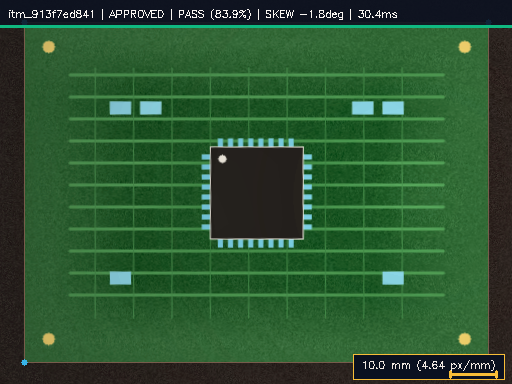 itm_913f7ed841 | APPROVED | PASS (83.9%) | SKEW -1.8deg | 30.4ms
10.0 mm (4.64 px/mm)